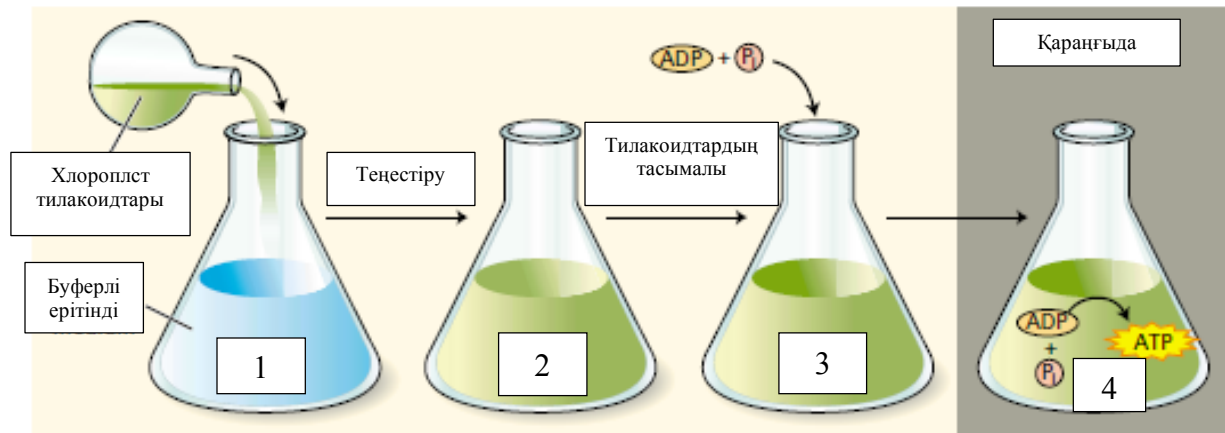 ADP + Pi
Қараңғыда
Хлороплст
тилакоидтары
Теңестіру
Тилакоидтардың
тасымалы
Буферлі
ерітінді
1
2
3
4
ADP
+
Pi
ATP